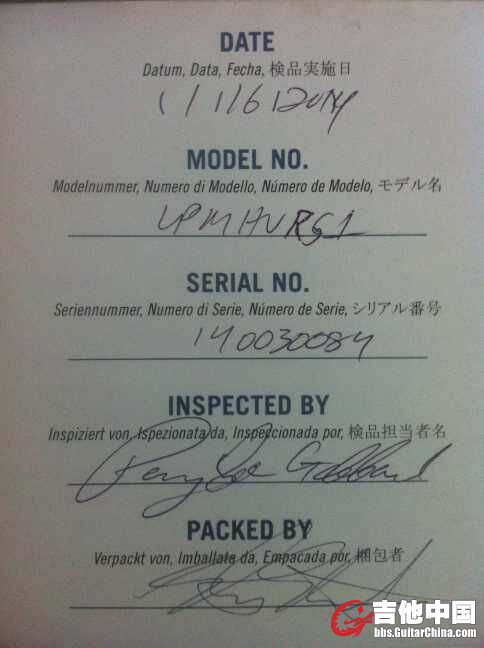 DATE
Datum, Data, Fecha, 検品実施日
1/16/2014
MODEL NO.
Modelnummer, Numero di Modello, Número de Modelo, モデル名
LPMHVRG1
SERIAL NO.
Seriennummer, Numero di Serie, Número de Serie, シリアル番号
140030084
INSPECTED BY
Inspiziert von, Ispezionata da, Inspeccionada por, 検品担当者名
PACKED BY
Verpackt von, Imballate da, Empacada por, 梱包者
吉他中国
bbs.GuitarChina.com